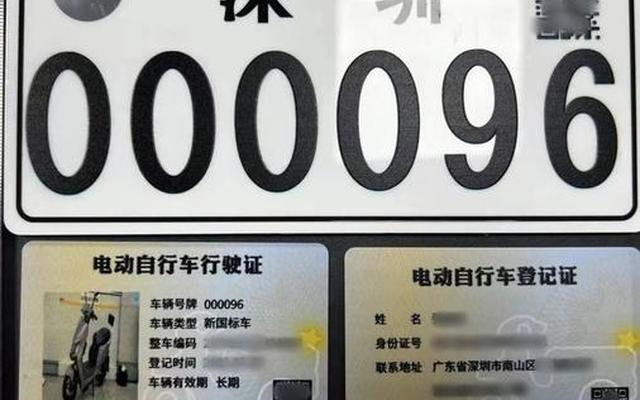 深圳
000096
电动自行车行驶证
车辆号牌 000096
车辆类型 新国标车
整车编码
登记时间
车辆有效期 长期
电动自行车登记证
姓 名
身份证号
联系地址 广东省深圳市南山区